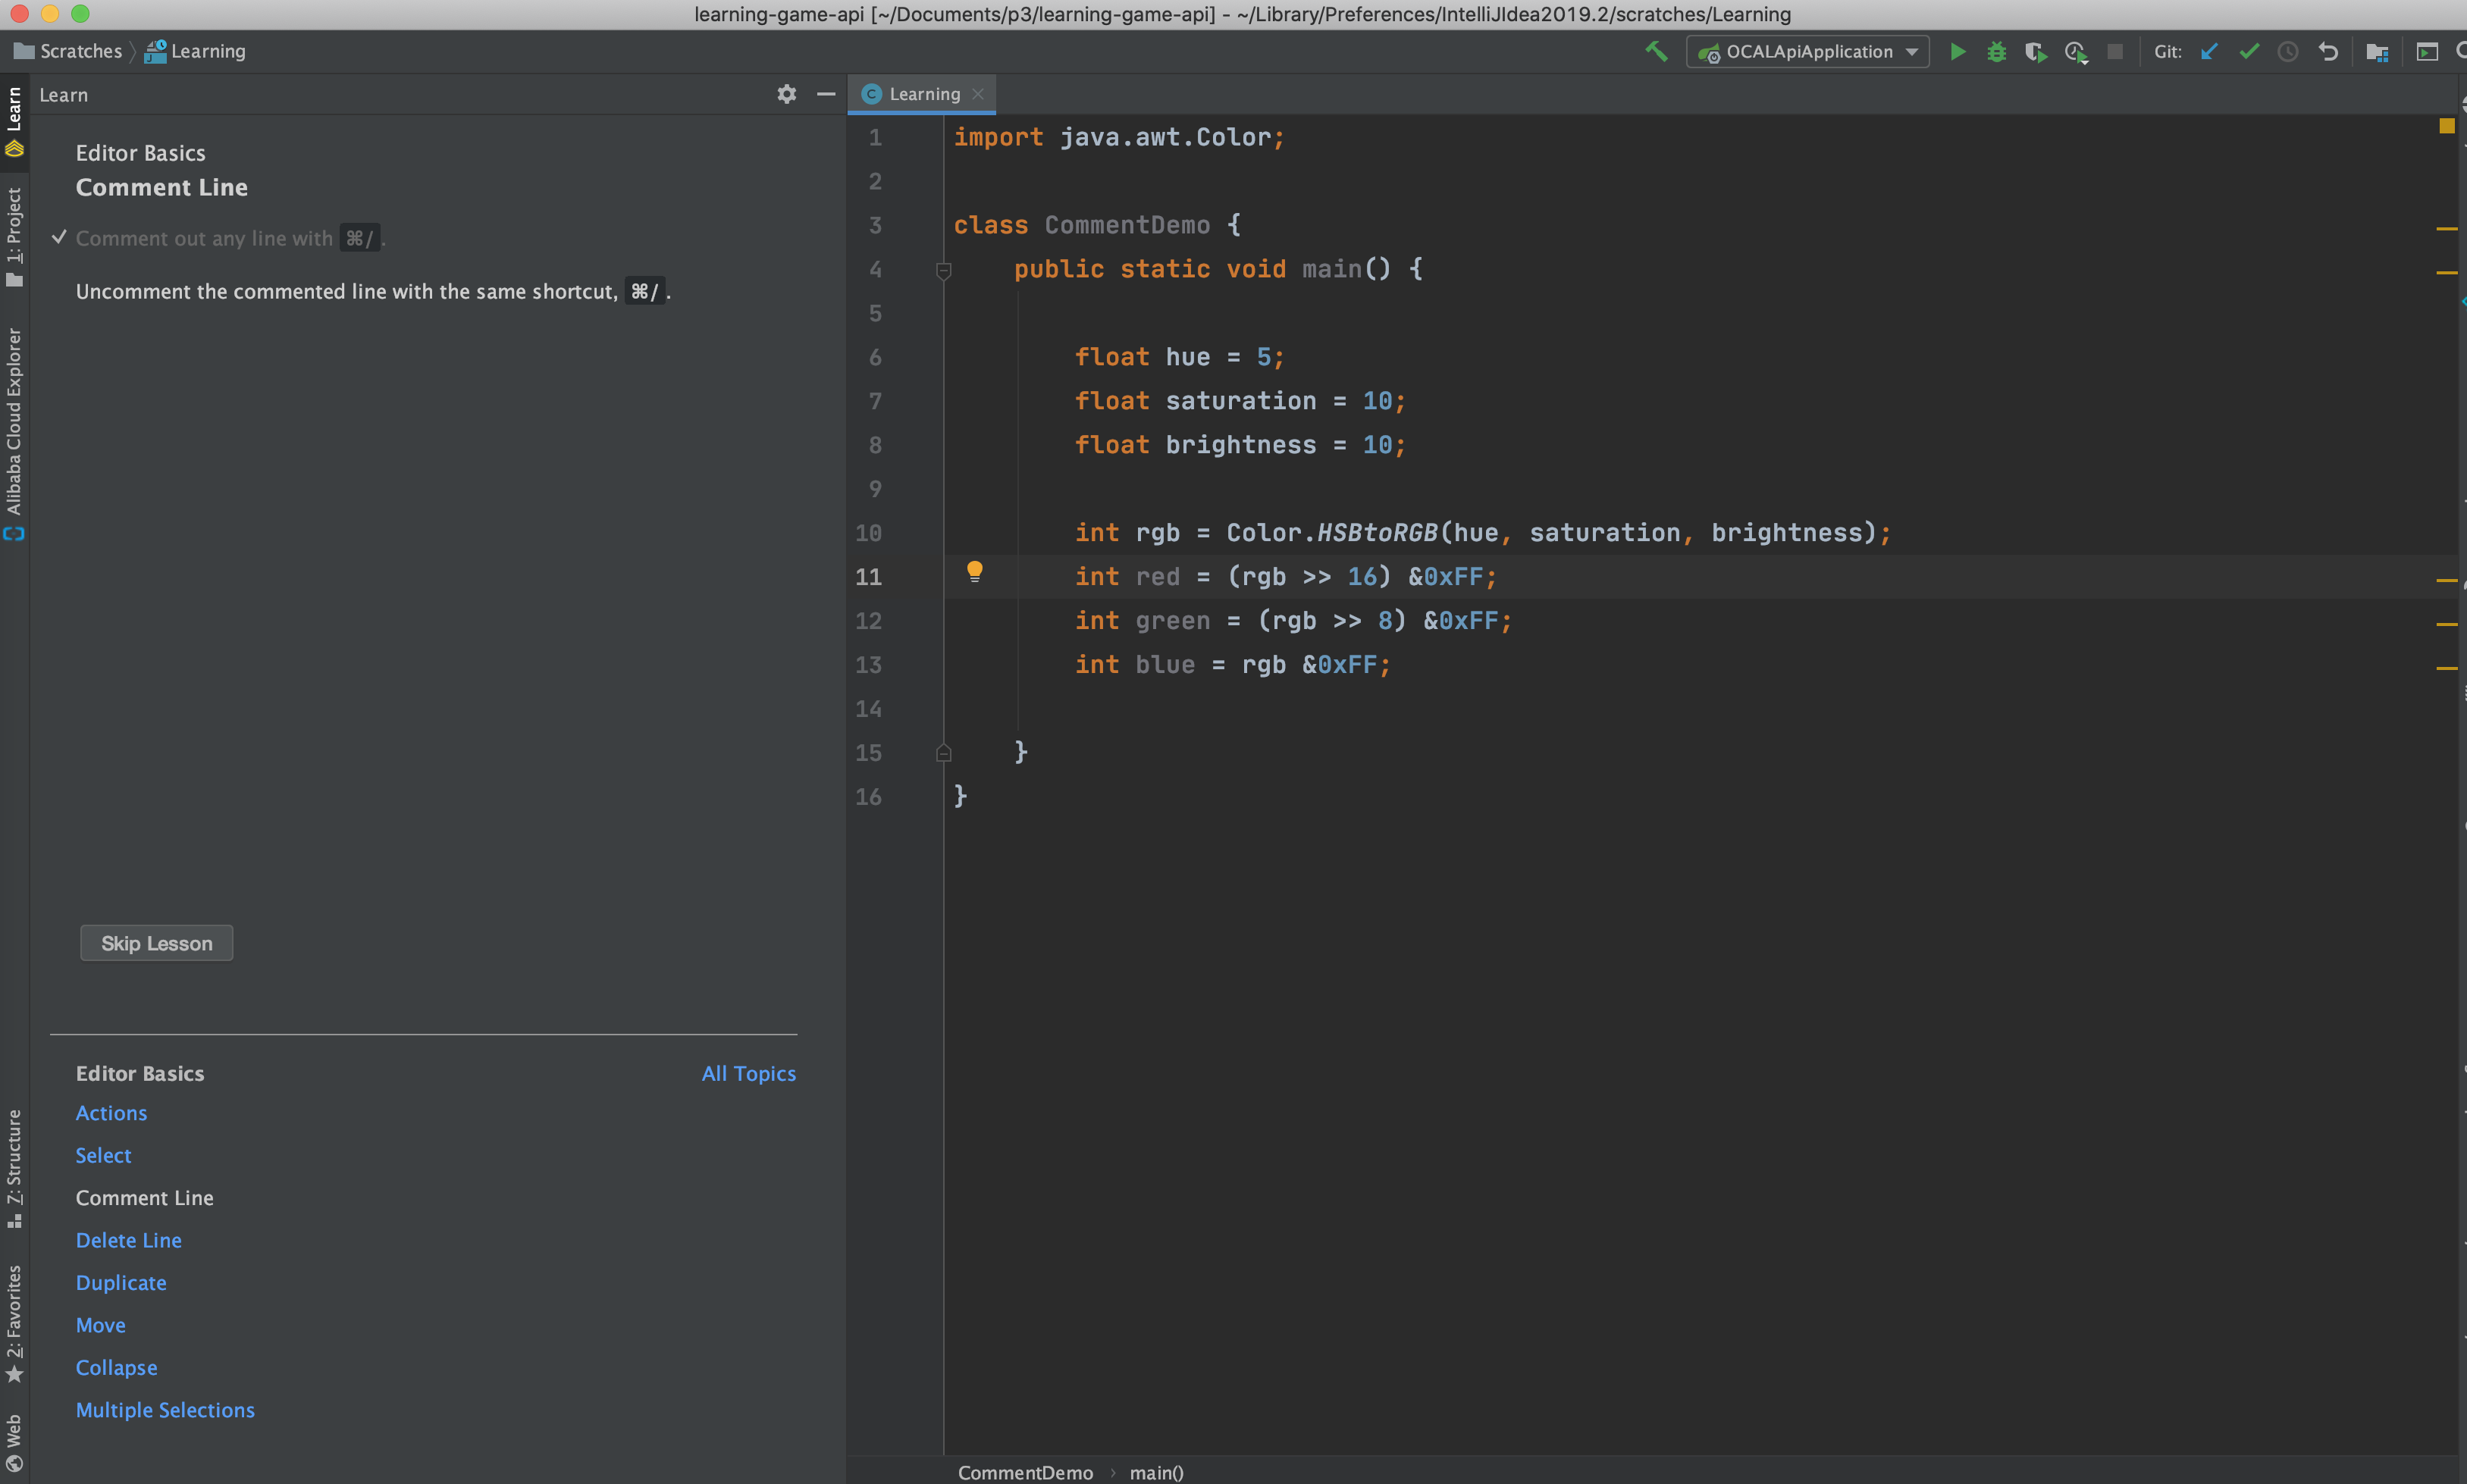 learning-game-api [~/Documents/p3/learning-game-api] - ~/Library/Preferences/IntelliJIdea2019.2/scratches/Learning
Scratches Learning
OCALApiApplication
Git:
Learn
1: Project
Alibaba Cloud Explorer
Z: Structure
2: Favorites
Web
Learn
Editor Basics
Comment Line
Comment out any line with ⌘/.
Uncomment the commented line with the same shortcut, ⌘/.
Skip Lesson
Editor Basics
All Topics
Actions
Select
Comment Line
Delete Line
Duplicate
Move
Collapse
Multiple Selections
Learning
1 import java.awt.Color;
2
3 class CommentDemo {
4 public static void main() {
5
6 float hue = 5;
7 float saturation = 10;
8 float brightness = 10;
9
10 int rgb = Color.HSBtoRGB(hue, saturation, brightness);
11 int red = (rgb >> 16) &0xFF;
12 int green = (rgb >> 8) &0xFF;
13 int blue = rgb &0xFF;
14
15 }
16 }
CommentDemo › main()